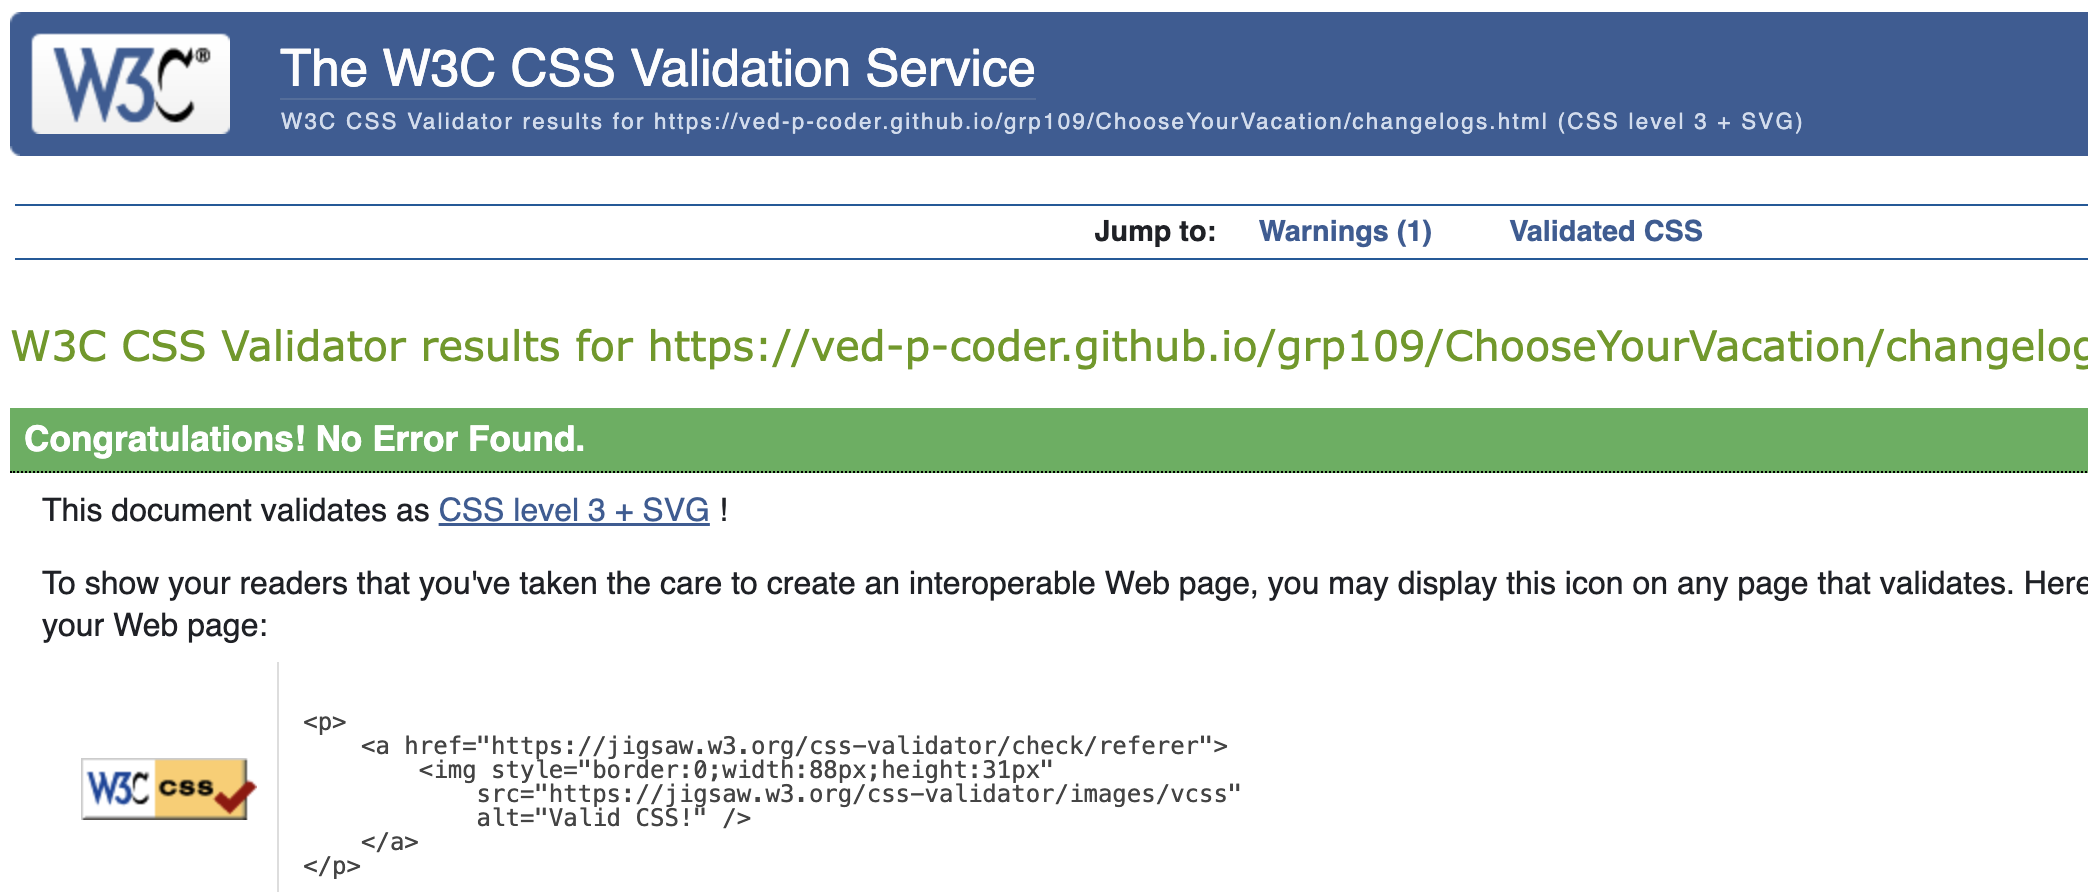 W3C®
The W3C CSS Validation Service
W3C CSS Validator results for https://ved-p-coder.github.io/grp109/ChooseYourVacation/changelogs.html (CSS level 3 + SVG)
Jump to: Warnings (1) Validated CSS
W3C CSS Validator results for https://ved-p-coder.github.io/grp109/ChooseYourVacation/changelog
Congratulations! No Error Found.
This document validates as CSS level 3 + SVG !
To show your readers that you've taken the care to create an interoperable Web page, you may display this icon on any page that validates. Here
your Web page:
<p>
    <a href="https://jigsaw.w3.org/css-validator/check/referer">
        <img style="border:0;width:88px;height:31px"
            src="https://jigsaw.w3.org/css-validator/images/vcss"
            alt="Valid CSS!" />
    </a>
</p>
W3C css